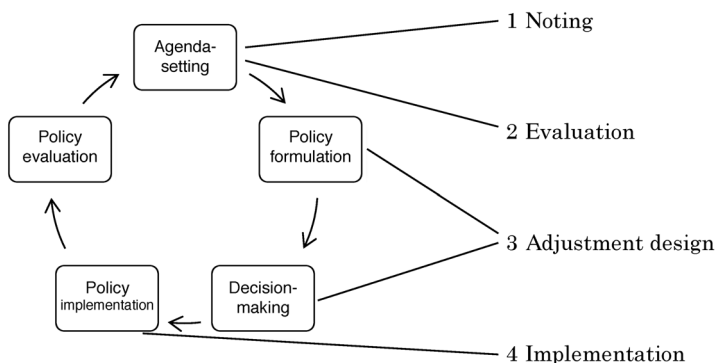 Agenda-
setting
1 Noting
Policy
evaluation
Policy
formulation
2 Evaluation
3 Adjustment design
Policy
implementation
Decision-
making
4 Implementation